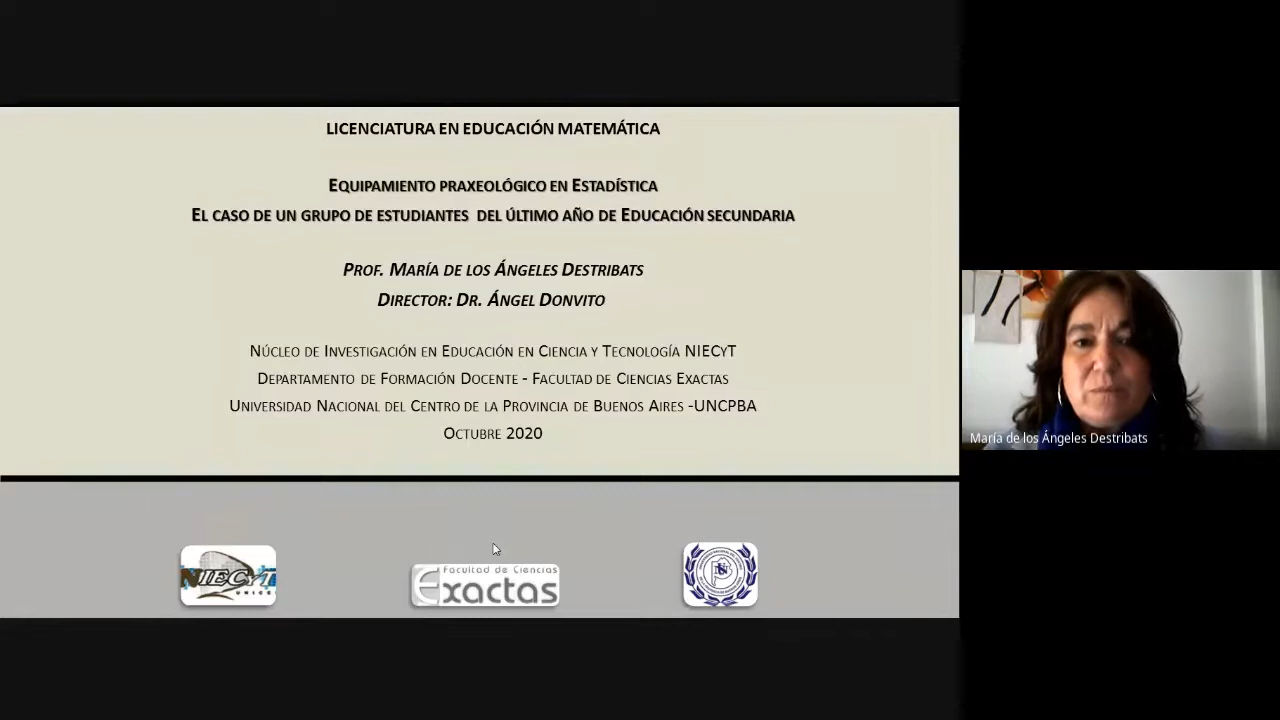 LICENCIATURA EN EDUCACIÓN MATEMÁTICA
EQUIPAMIENTO PRAXEOLÓGICO EN ESTADÍSTICA
EL CASO DE UN GRUPO DE ESTUDIANTES DEL ÚLTIMO AÑO DE EDUCACIÓN SECUNDARIA
PROF. MARÍA DE LOS ÁNGELES DESTRIBATS
DIRECTOR: DR. ÁNGEL DONVITO
NÚCLEO DE INVESTIGACIÓN EN EDUCACIÓN EN CIENCIA Y TECNOLOGÍA NIECYT
DEPARTAMENTO DE FORMACIÓN DOCENTE - FACULTAD DE CIENCIAS EXACTAS
UNIVERSIDAD NACIONAL DEL CENTRO DE LA PROVINCIA DE BUENOS AIRES -UNCPBA
OCTUBRE 2020
María de los Ángeles Destribats
NIECyT
Facultad de Ciencias
Exactas